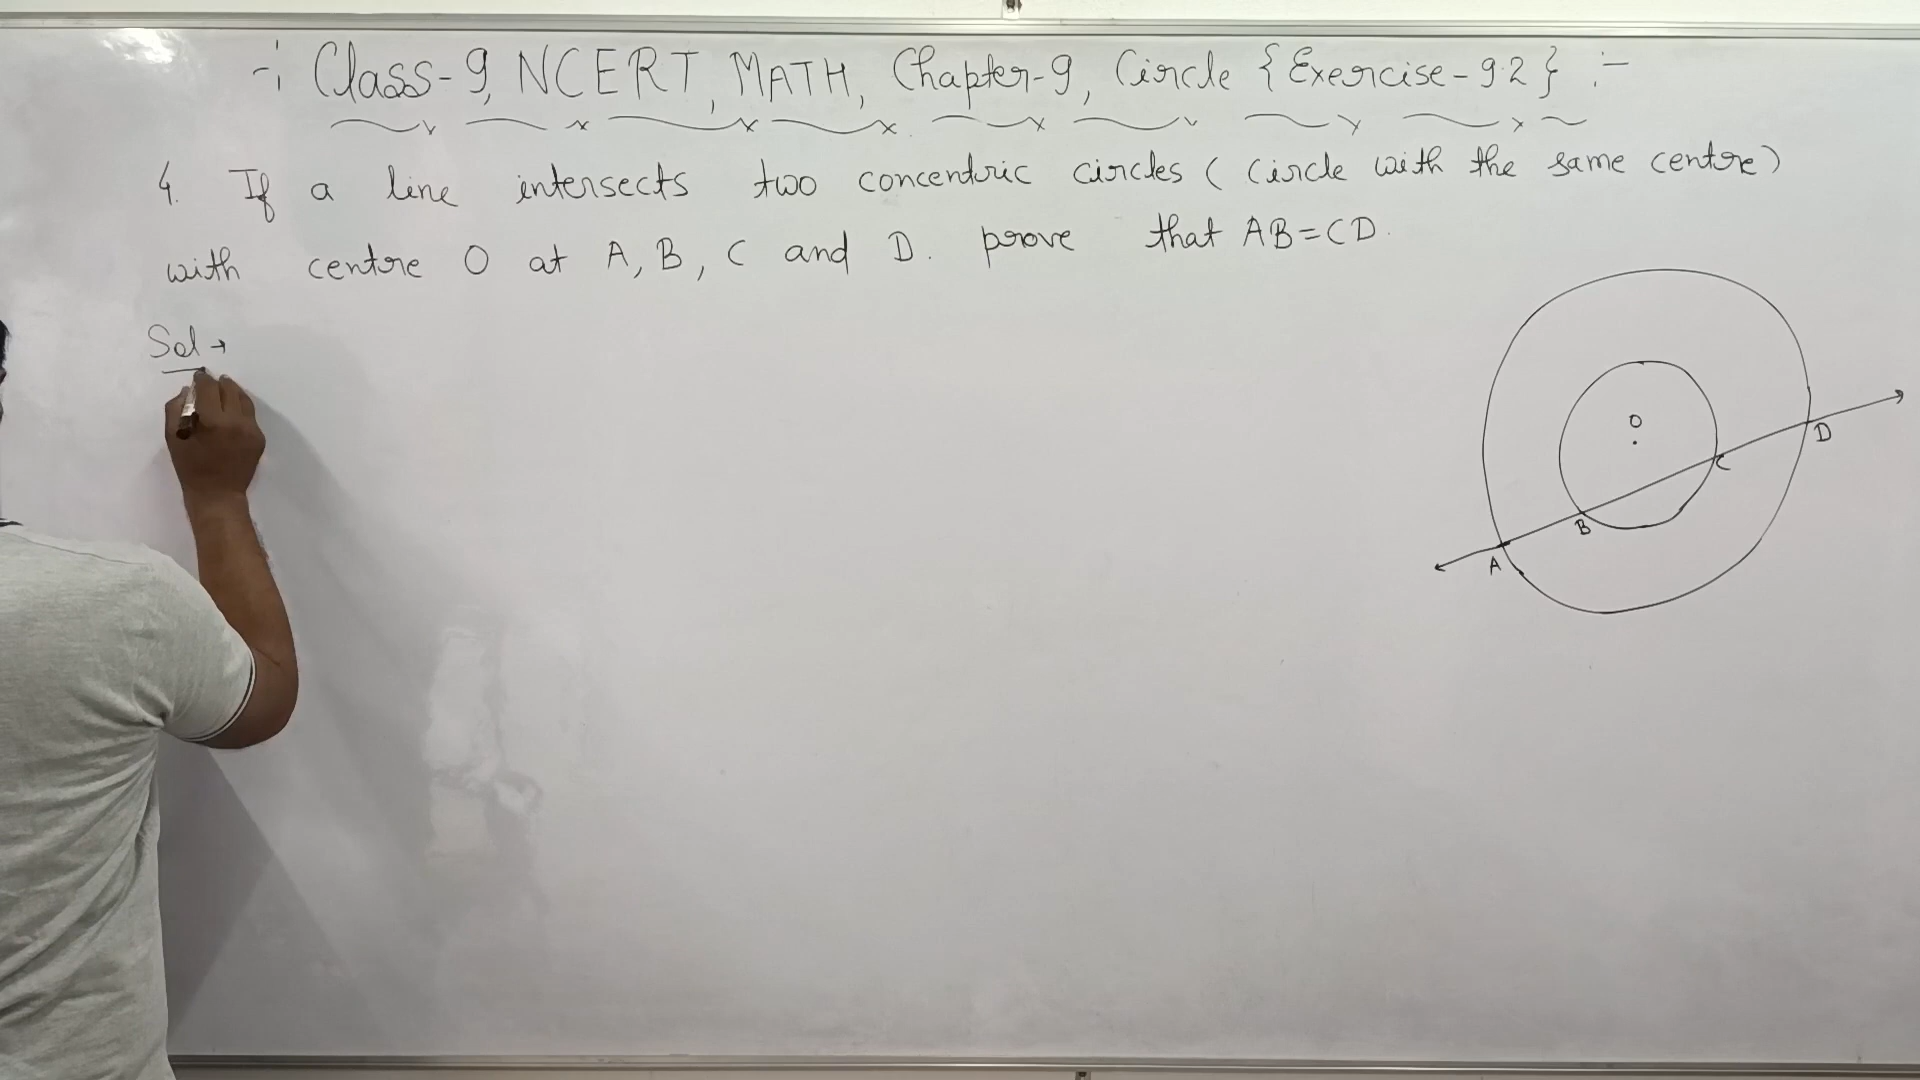 -: Class-9, NCERT, MATH, Chapter-9, Circle {Exercise-9.2} :-
4. If a line intersects two concentric circles ( circle with the same centre)
with centre O at A, B, C and D. prove that AB=CD.
Sol →
O
D
C
B
A